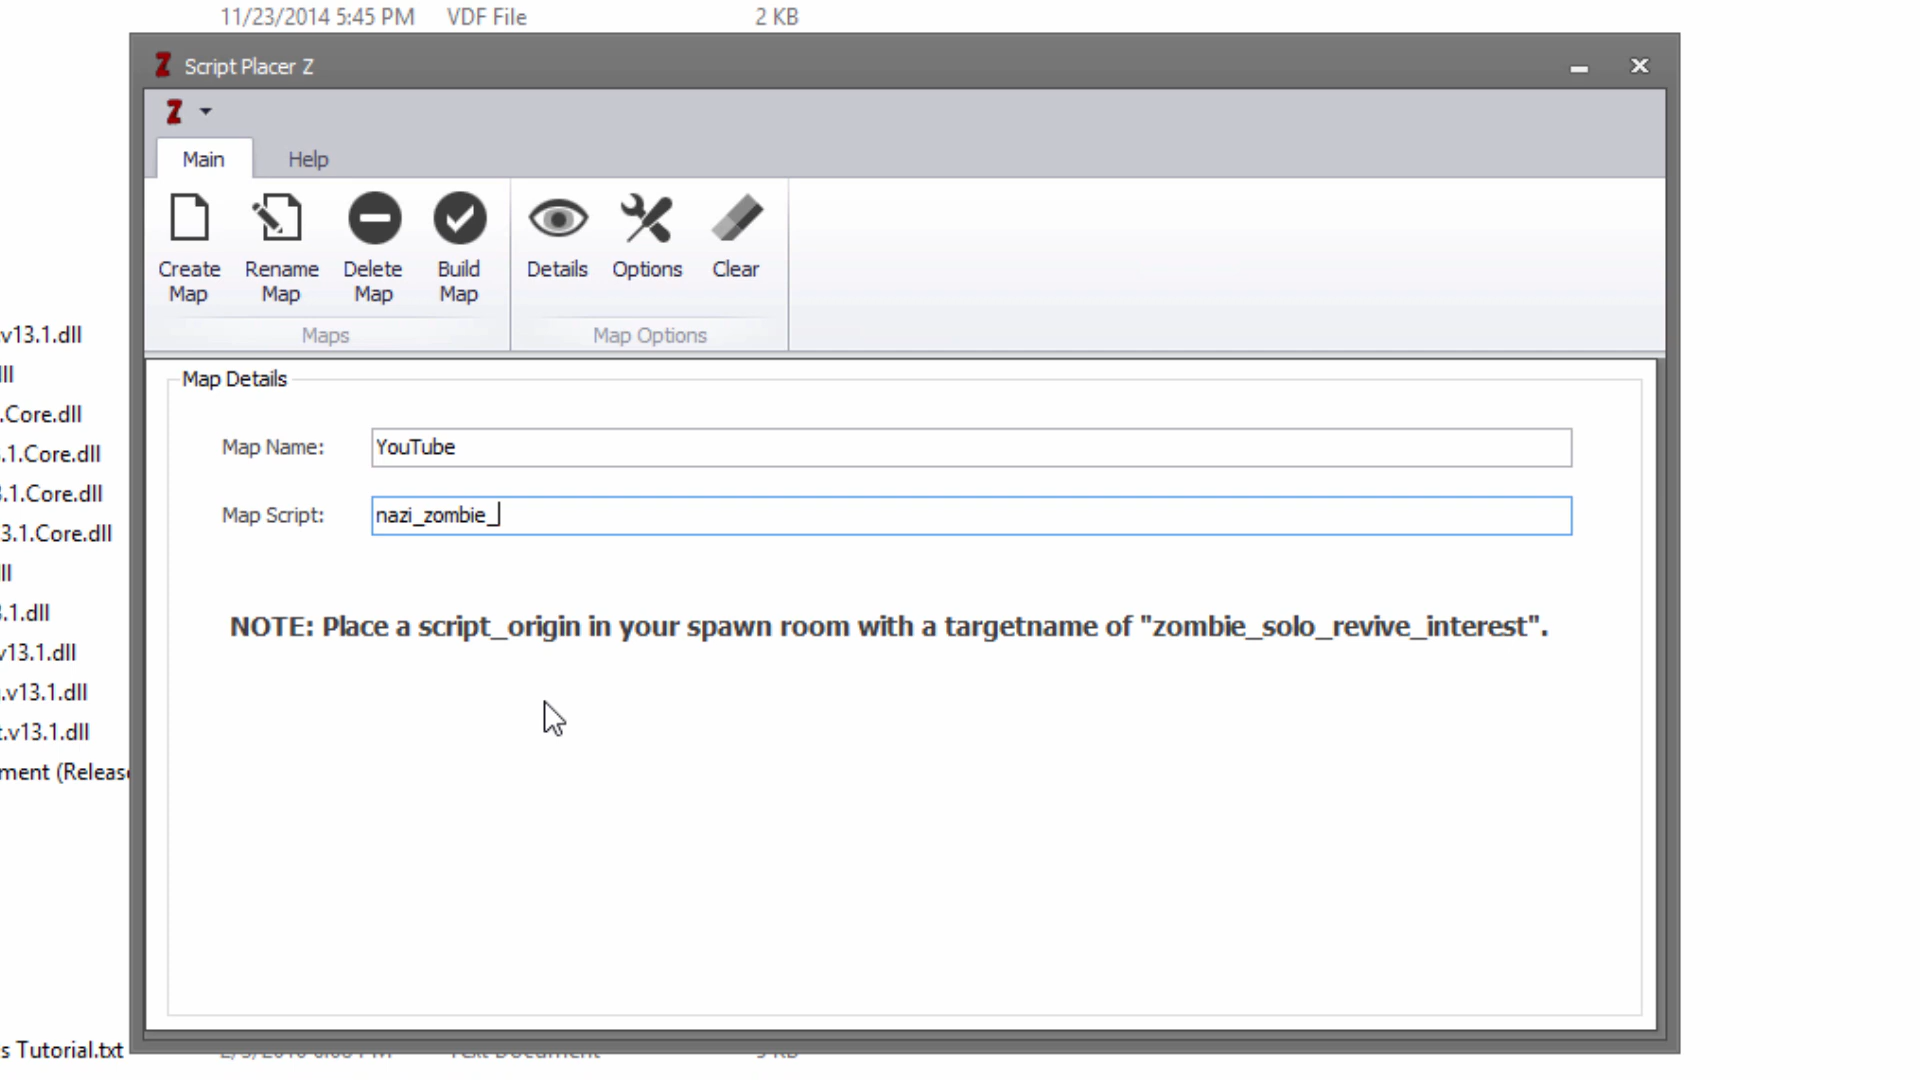 11/23/2014 5:45 PM VDF File 2 KB
Script Placer Z
Main Help
Create Map
Rename Map
Delete Map
Build Map
Details
Options
Clear
Maps
Map Options
Map Details
Map Name: YouTube
Map Script: nazi_zombie_
NOTE: Place a script_origin in your spawn room with a targetname of "zombie_solo_revive_interest".
v13.1.dll
ll
.Core.dll
.1.Core.dll
.1.Core.dll
3.1.Core.dll
ll
.1.dll
v13.1.dll
.v13.1.dll
.v13.1.dll
ment (Release
s Tutorial.txt